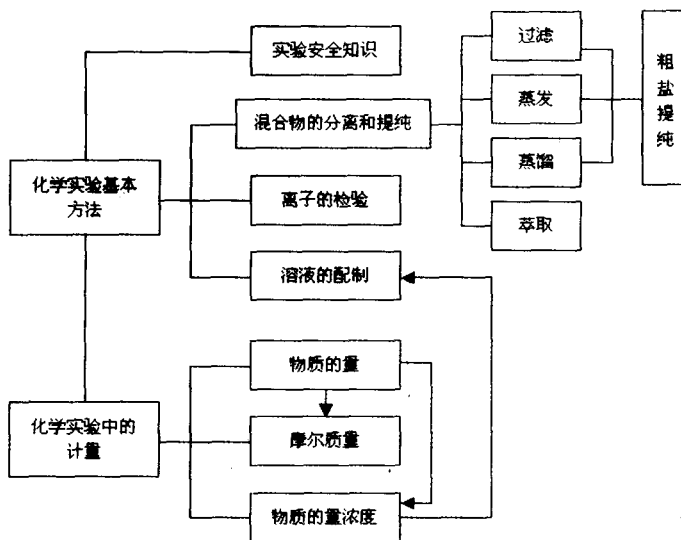 实验安全知识
混合物的分离和提纯
过滤
蒸发
蒸馏
萃取
粗
盐
提
纯
化学实验基本
方法
离子的检验
溶液的配制
化学实验中的
计量
物质的量
摩尔质量
物质的量浓度